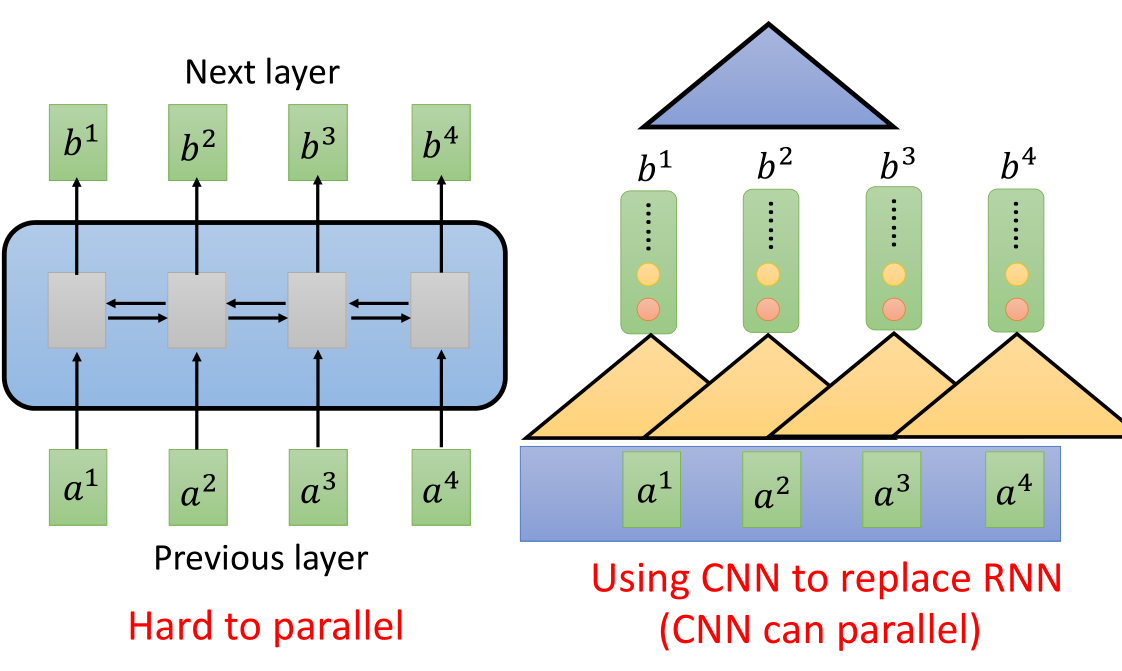 Next layer
b¹ b² b³ b⁴
a¹ a² a³ a⁴
Previous layer
Hard to parallel
b¹ b² b³ b⁴
a¹ a² a³ a⁴
Using CNN to replace RNN
(CNN can parallel)